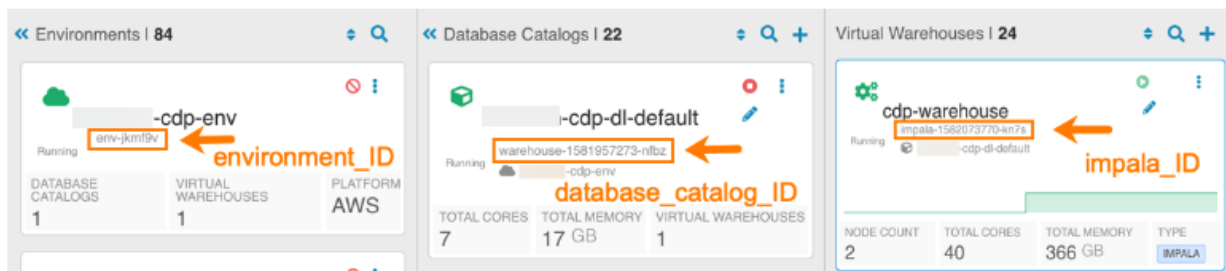 Environments | 84
-cdp-env
env-jkmf9v
Running
environment_ID
DATABASE CATALOGS
1
VIRTUAL WAREHOUSES
1
PLATFORM
AWS
Database Catalogs | 22
-cdp-dl-default
warehouse-1581957273-nfbz
Running
-cdp-env
database_catalog_ID
TOTAL CORES
7
TOTAL MEMORY
17 GB
VIRTUAL WAREHOUSES
1
Virtual Warehouses | 24
cdp-warehouse
impala-1582073770-kn7s
Running
-cdp-dl-default
impala_ID
NODE COUNT
2
TOTAL CORES
40
TOTAL MEMORY
366 GB
TYPE
IMPALA